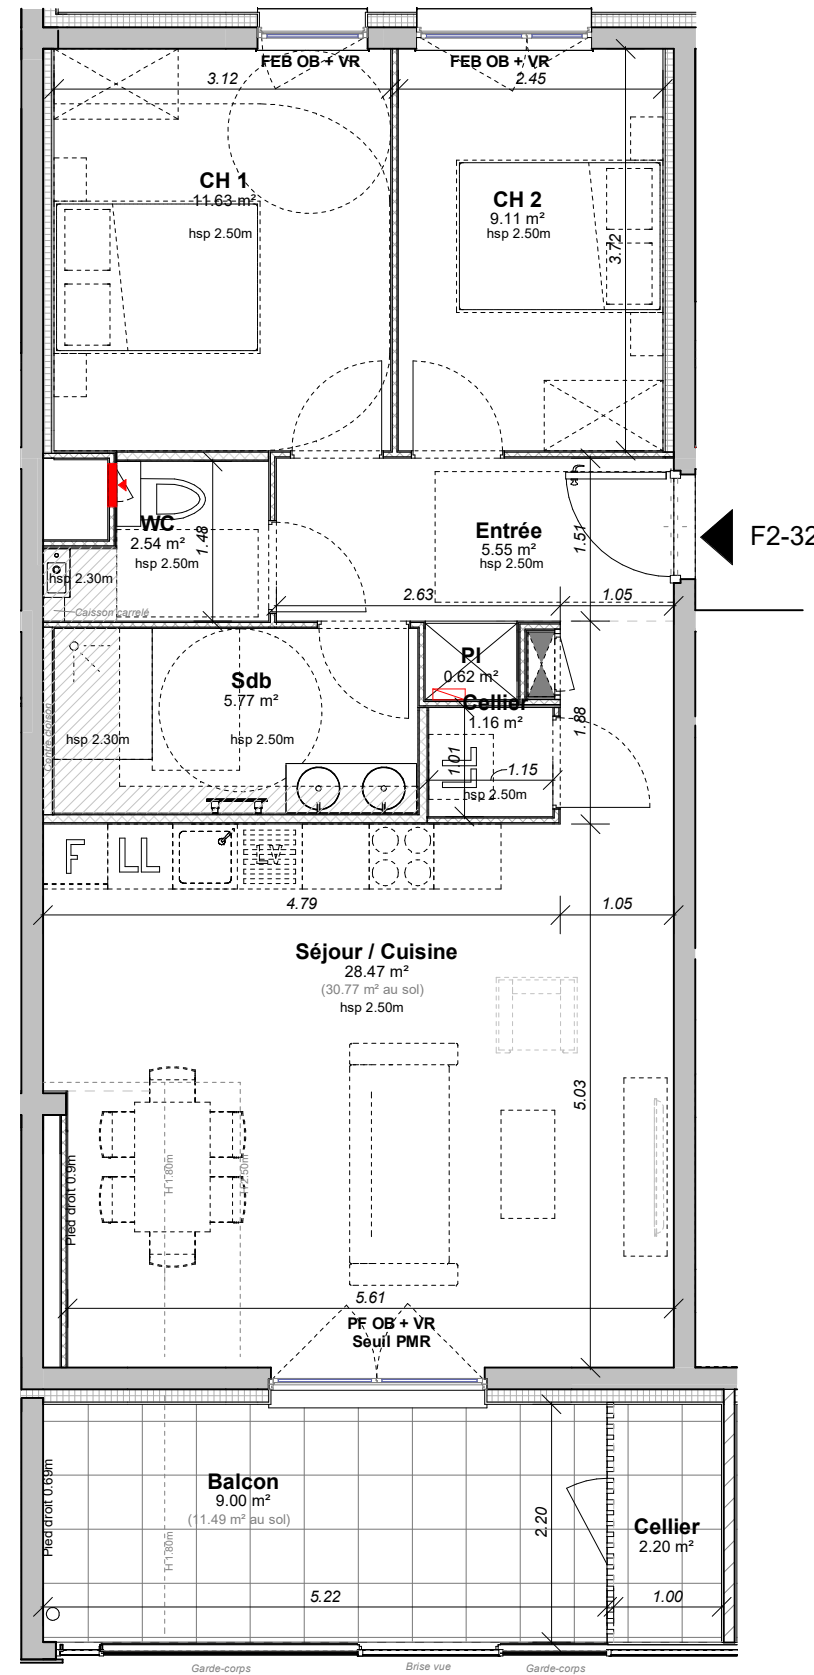 FEB OB + VR
FEB OB + VR
3.12
2.45
CH 1
11.63 m²
hsp 2.50m
CH 2
9.11 m²
hsp 2.50m
3.72
WC
2.54 m²
hsp 2.50m
1.48
hsp 2.30m
Caisson carrelé
Entrée
5.55 m²
hsp 2.50m
1.51
F2-32
2.63
1.05
Sdb
5.77 m²
hsp 2.30m
hsp 2.50m
Pl
0.62 m²
Cellier
1.16 m²
1.01
1.15
hsp 2.50m
1.88
F
LL
LV
4.79
1.05
Séjour / Cuisine
28.47 m²
(30.77 m² au sol)
hsp 2.50m
5.03
Pied droit 0.9m
H 1.80m
H 2.50m
5.61
PF OB + VR
Seuil PMR
Balcon
9.00 m²
(11.49 m² au sol)
Pied droit 0.69m
H 1.80m
2.20
Cellier
2.20 m²
5.22
1.00
Garde-corps
Brise vue
Garde-corps